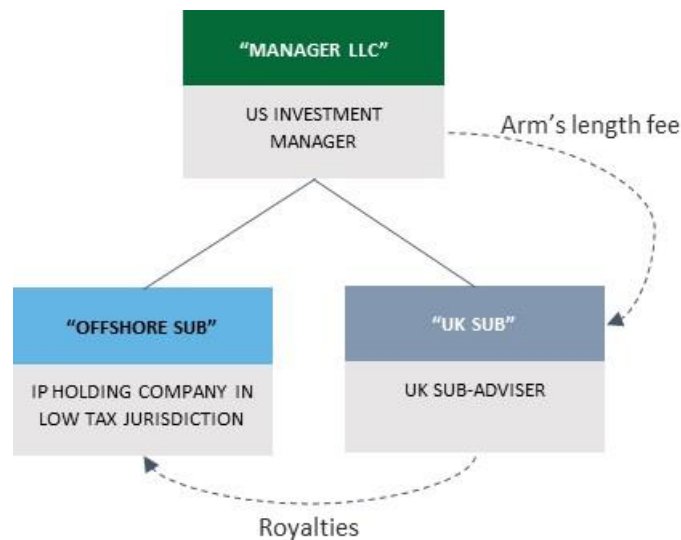 “MANAGER LLC”
US INVESTMENT
MANAGER
Arm’s length fee
“OFFSHORE SUB”
“UK SUB”
IP HOLDING COMPANY IN
LOW TAX JURISDICTION
UK SUB-ADVISER
Royalties